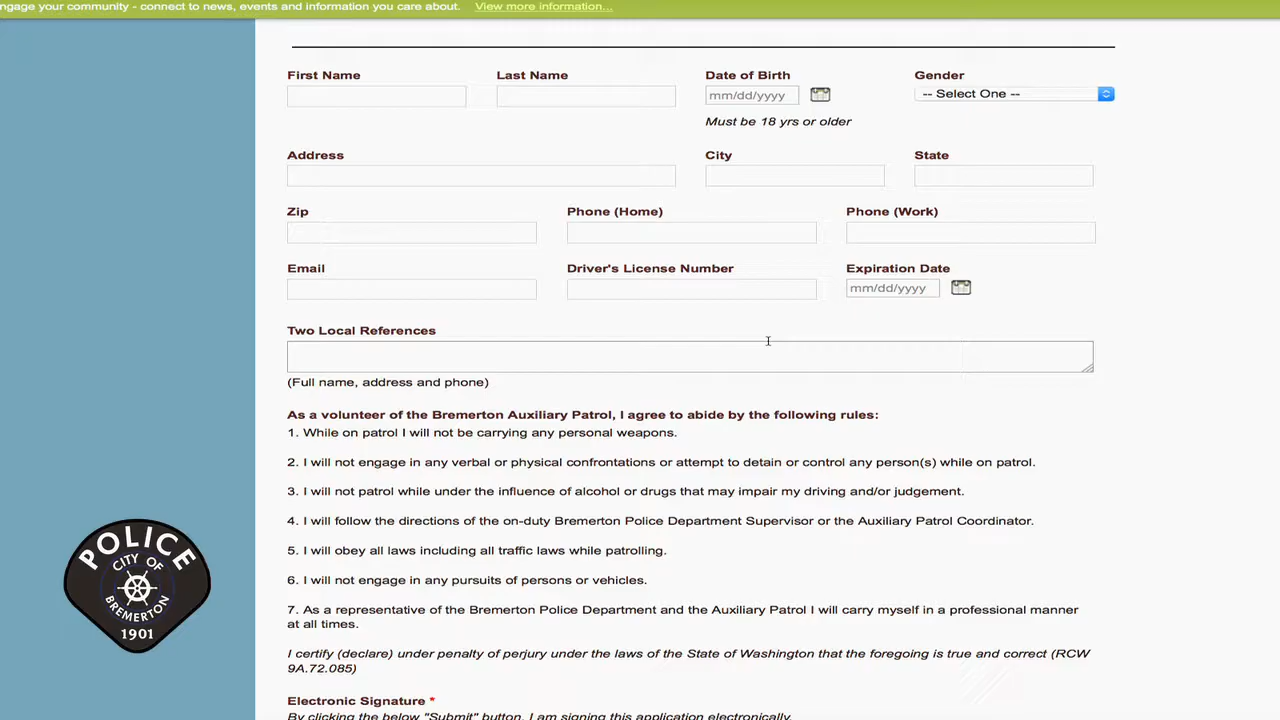 ngage your community - connect to news, events and information you care about. View more information...
First Name Last Name Date of Birth Gender
mm/dd/yyyy -- Select One --
Must be 18 yrs or older
Address City State
Zip Phone (Home) Phone (Work)
Email Driver's License Number Expiration Date
mm/dd/yyyy
Two Local References
(Full name, address and phone)
As a volunteer of the Bremerton Auxiliary Patrol, I agree to abide by the following rules:
1. While on patrol I will not be carrying any personal weapons.
2. I will not engage in any verbal or physical confrontations or attempt to detain or control any person(s) while on patrol.
3. I will not patrol while under the influence of alcohol or drugs that may impair my driving and/or judgement.
4. I will follow the directions of the on-duty Bremerton Police Department Supervisor or the Auxiliary Patrol Coordinator.
5. I will obey all laws including all traffic laws while patrolling.
6. I will not engage in any pursuits of persons or vehicles.
7. As a representative of the Bremerton Police Department and the Auxiliary Patrol I will carry myself in a professional manner
at all times.
I certify (declare) under penalty of perjury under the laws of the State of Washington that the foregoing is true and correct (RCW
9A.72.085)
Electronic Signature *
By clicking the below "Submit" button, I am signing this application electronically.
POLICE
CITY OF
BREMERTON
1901